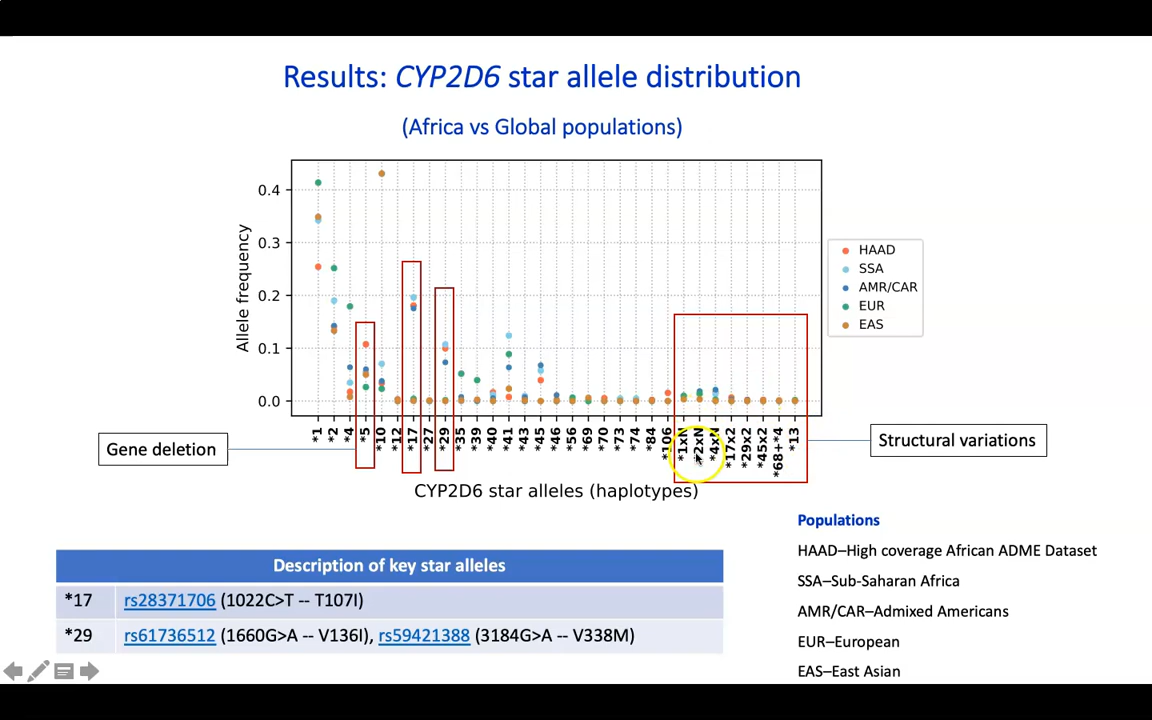 Results: CYP2D6 star allele distribution
(Africa vs Global populations)
Allele frequency
0.4
0.3
0.2
0.1
0.0
HAAD
SSA
AMR/CAR
EUR
EAS
*1
*2
*4
*5
*10
*12
*17
*27
*29
*35
*39
*40
*41
*43
*45
*46
*56
*69
*70
*73
*74
*84
*106
*1xN
*2xN
*4xN
*17x2
*29x2
*45x2
*68+*4
*13
Gene deletion
Structural variations
CYP2D6 star alleles (haplotypes)
Description of key star alleles
*17 rs28371706 (1022C>T -- T107I)
*29 rs61736512 (1660G>A -- V136I), rs59421388 (3184G>A -- V338M)
Populations
HAAD–High coverage African ADME Dataset
SSA–Sub-Saharan Africa
AMR/CAR–Admixed Americans
EUR–European
EAS–East Asian